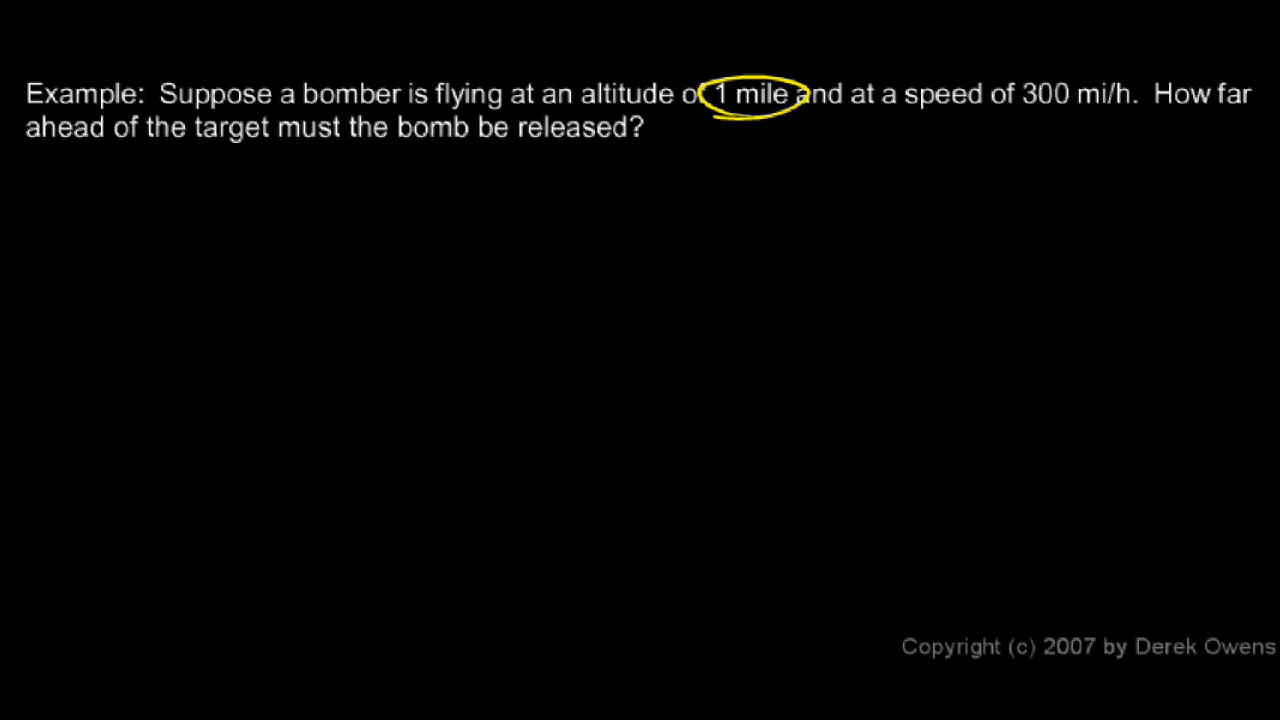 Example:  Suppose a bomber is flying at an altitude of 1 mile and at a speed of 300 mi/h.  How far
ahead of the target must the bomb be released?
Copyright (c) 2007 by Derek Owens